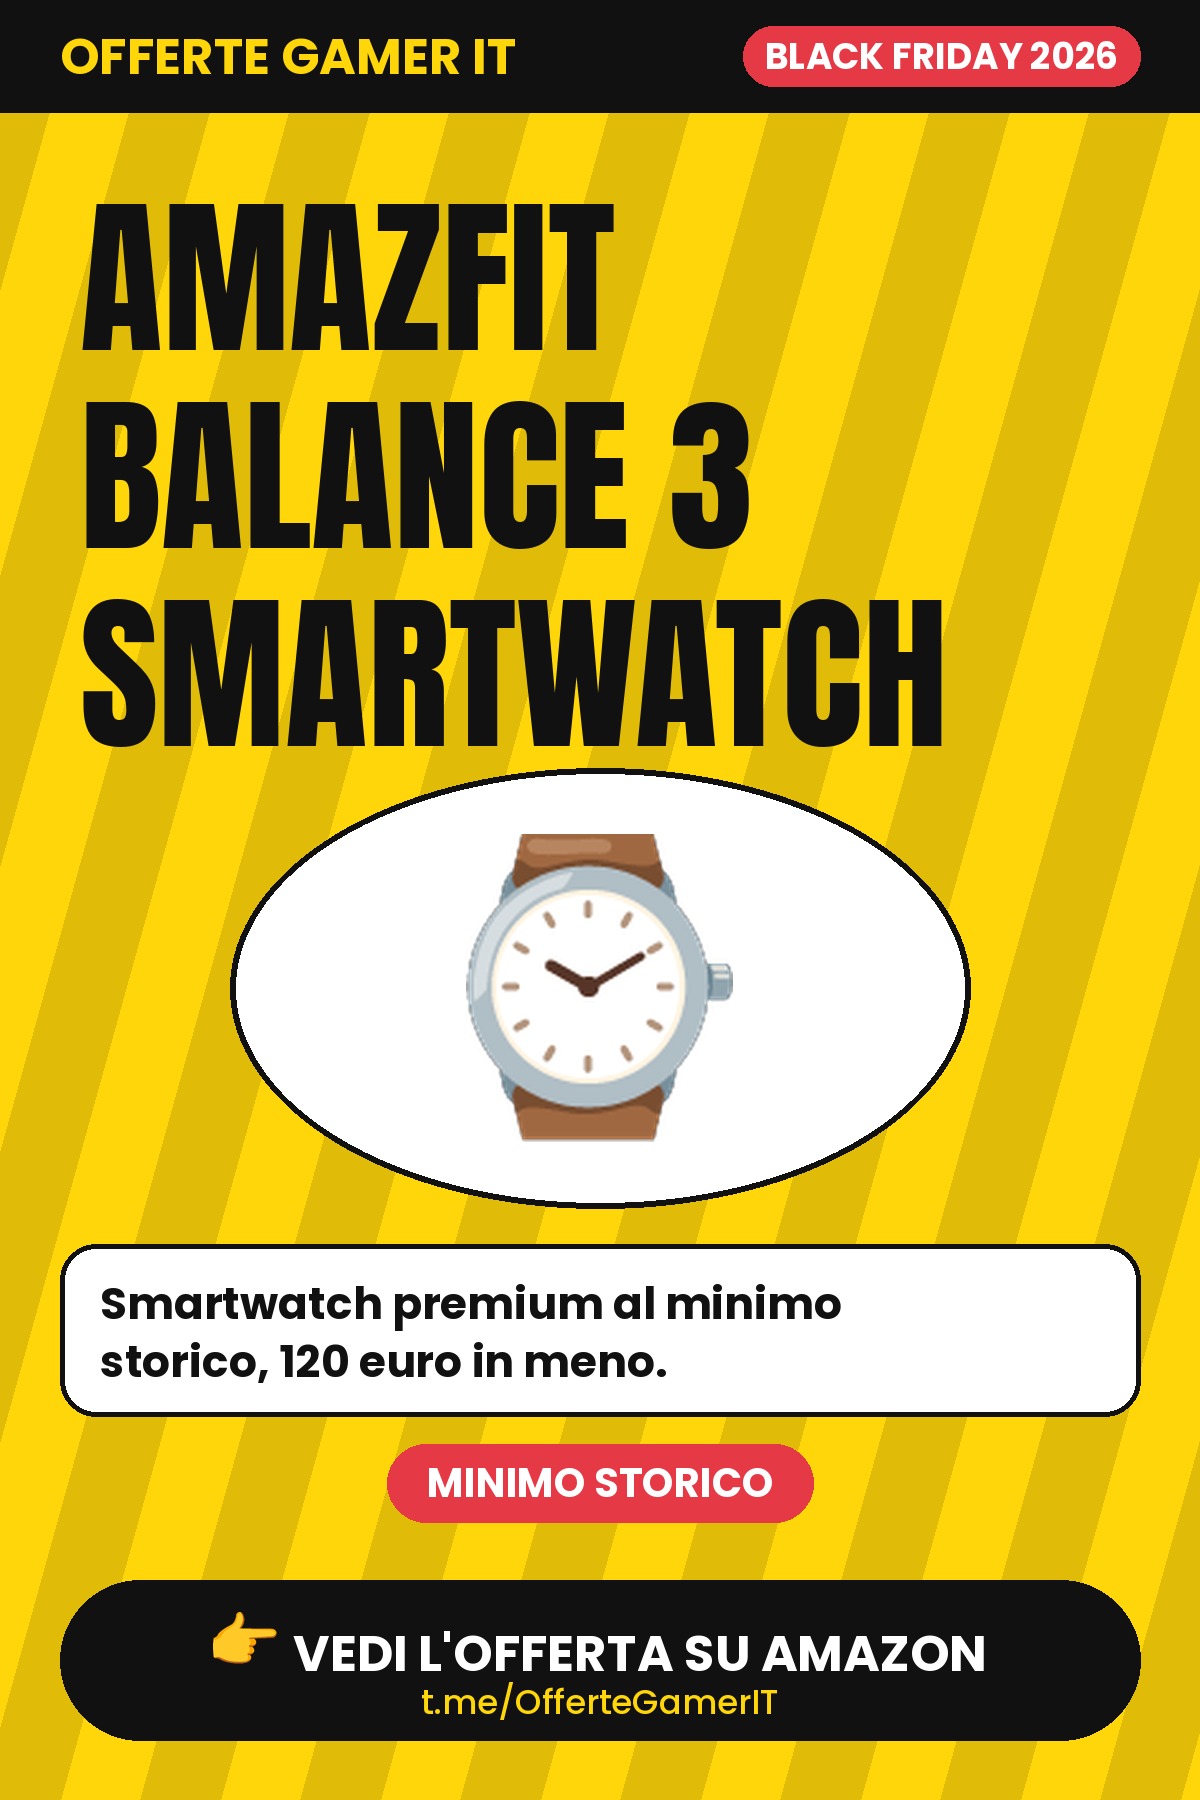 OFFERTE GAMER IT
BLACK FRIDAY 2026
AMAZFIT
BALANCE 3
SMARTWATCH
Smartwatch premium al minimo
storico, 120 euro in meno.
MINIMO STORICO
👉 VEDI L'OFFERTA SU AMAZON
t.me/OfferteGamerIT